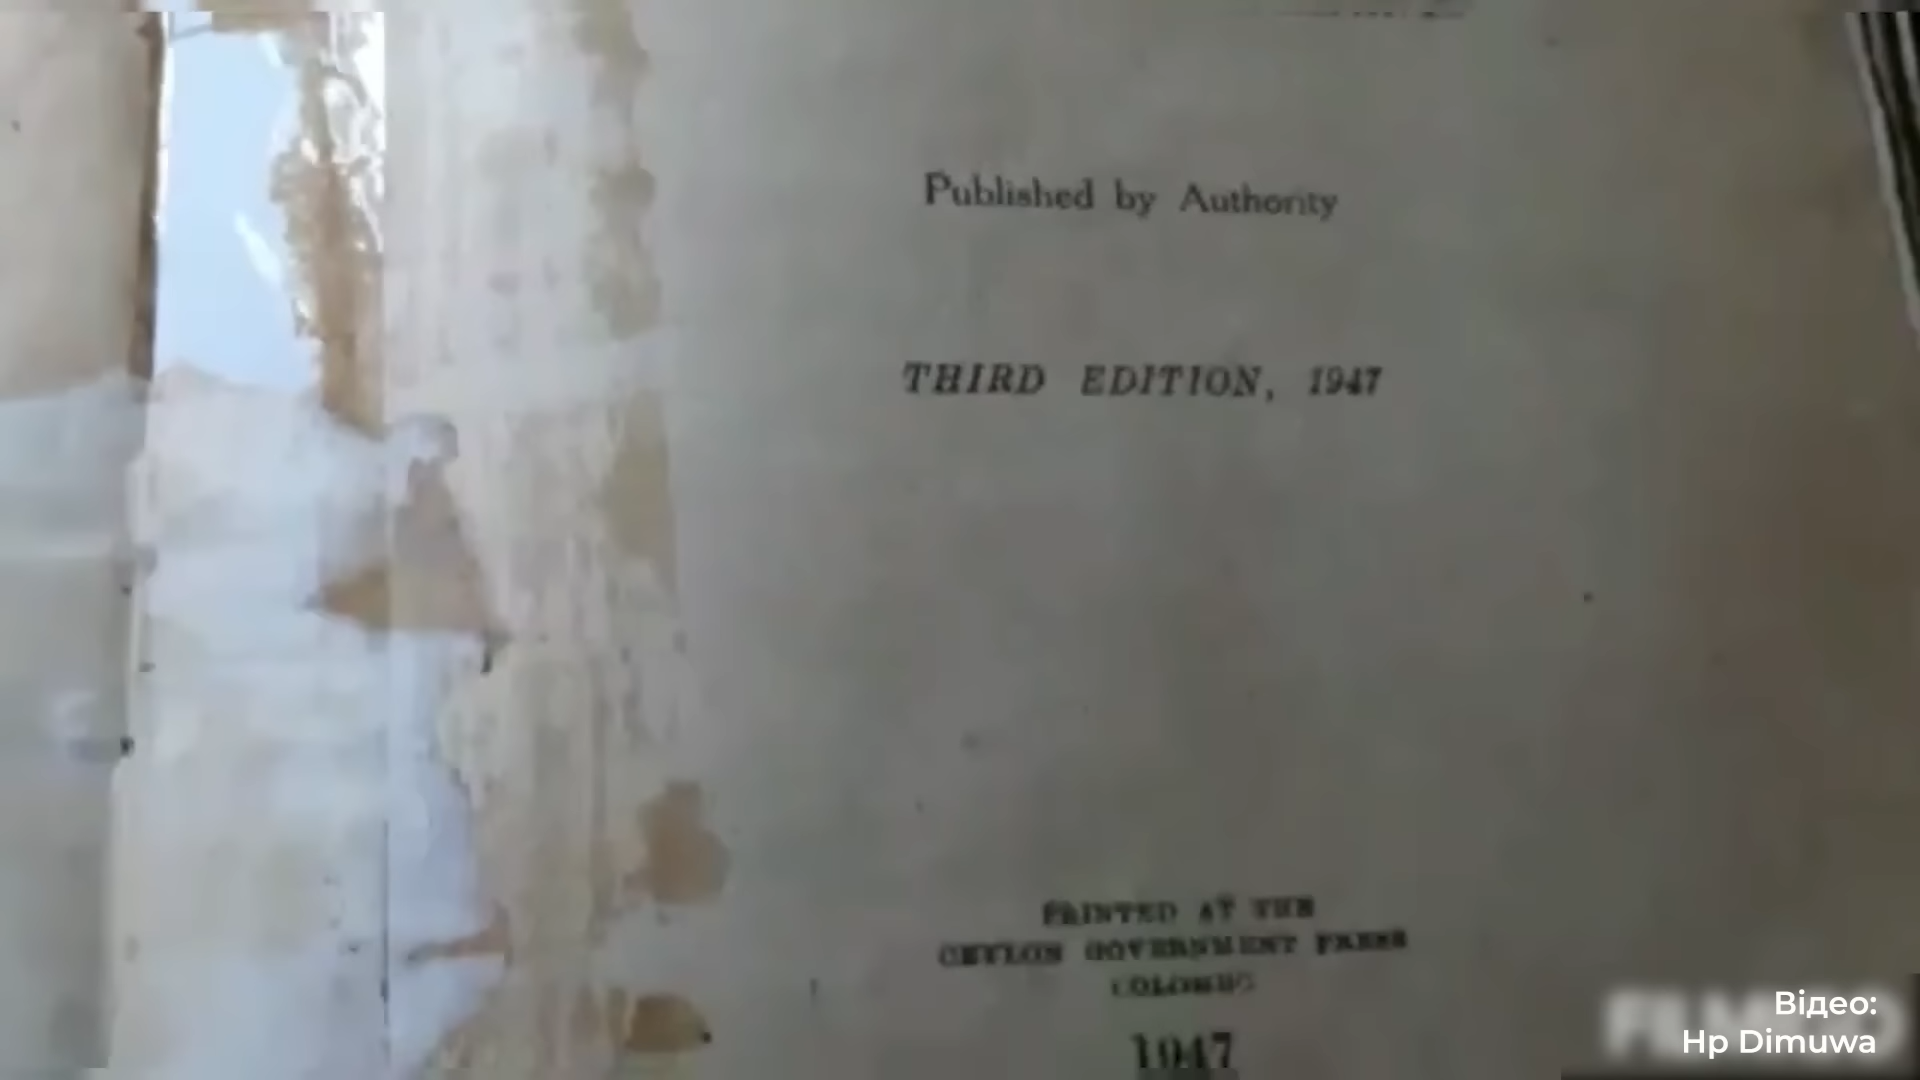 Published by Authority
THIRD EDITION, 1947
PRINTED AT THE
CEYLON GOVERNMENT PRESS
COLOMBO
1947
Відео:
Hp Dimuwa